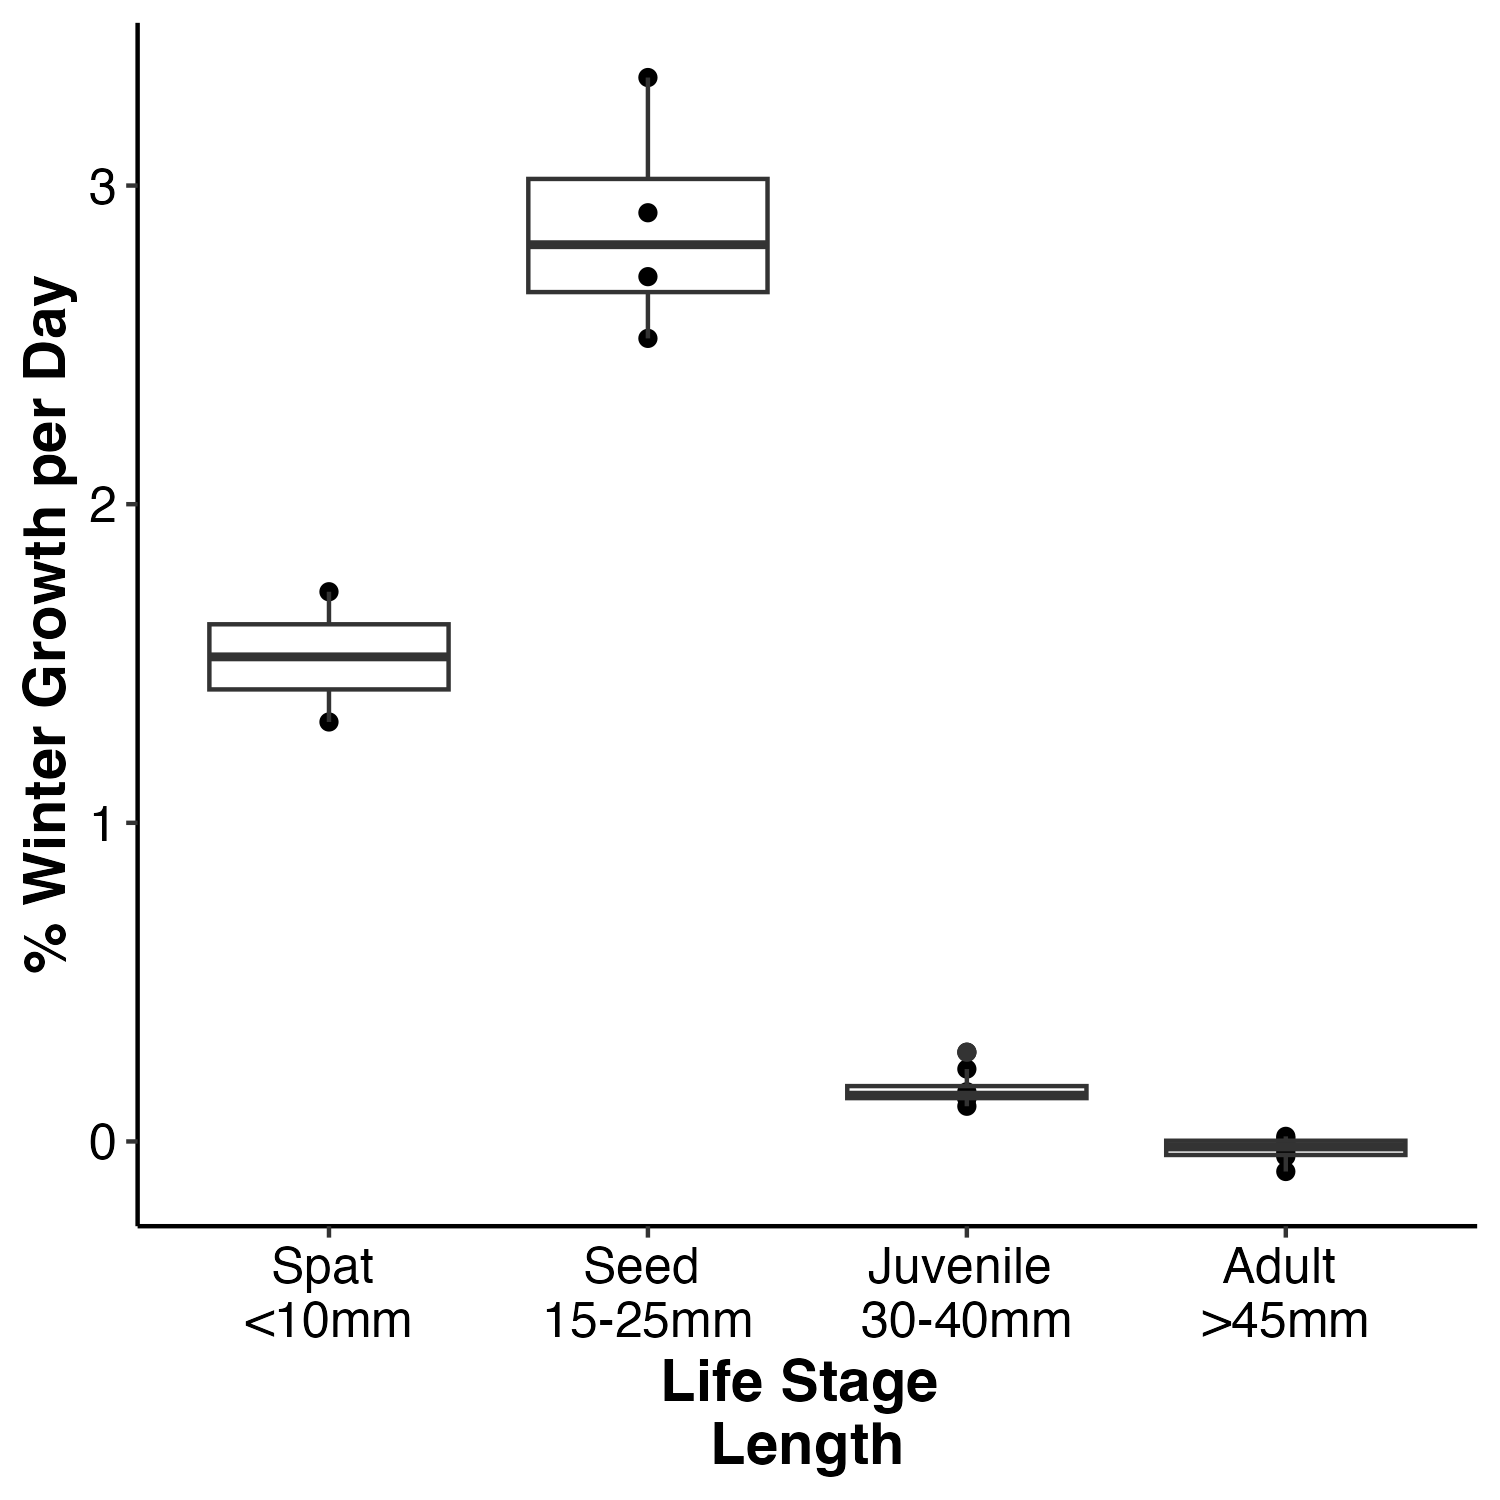 % Winter Growth per Day
3
2
1
0
Spat
<10mm
Seed
15-25mm
Juvenile
30-40mm
Adult
>45mm
Life Stage
Length